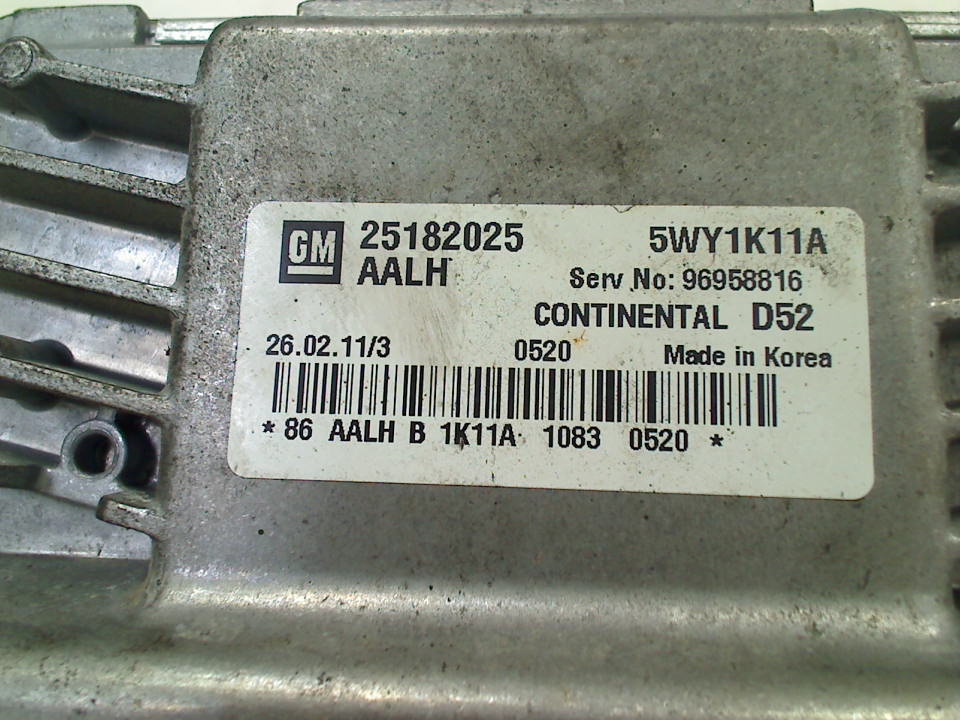 GM 25182025 5WY1K11A
AALH Serv No: 96958816
CONTINENTAL D52
26.02.11/3 0520 Made in Korea
* 86 AALH B 1K11A 1083 0520 *